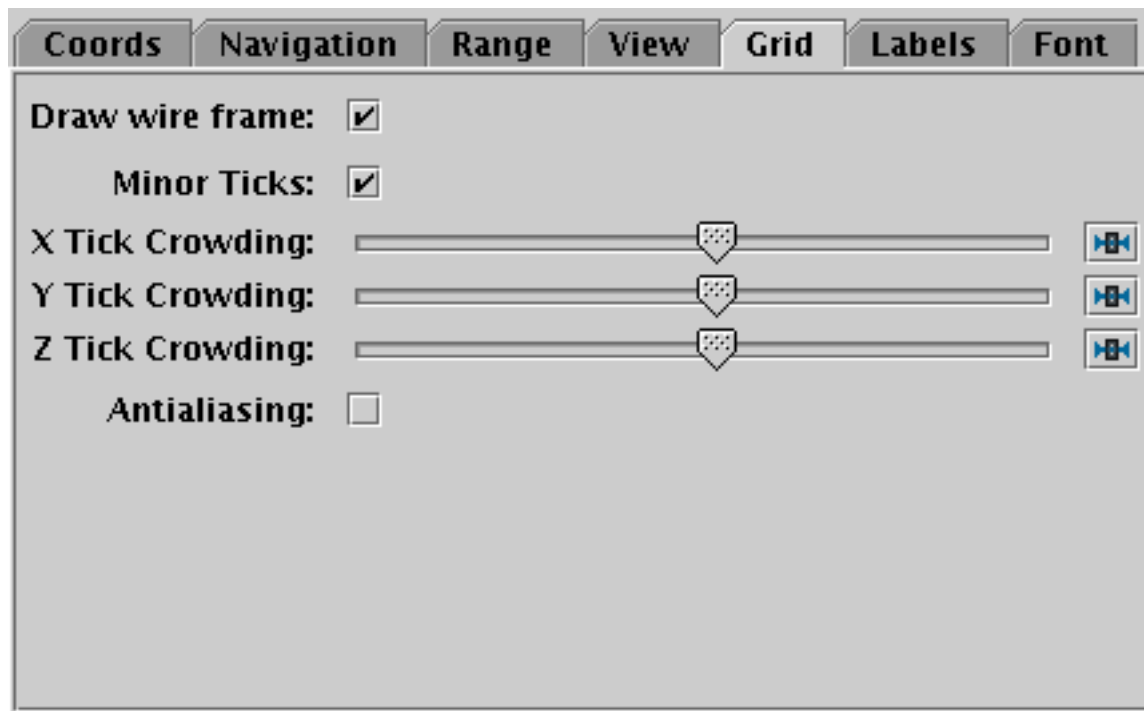 Coords Navigation Range View Grid Labels Font
Draw wire frame:
Minor Ticks:
X Tick Crowding:
Y Tick Crowding:
Z Tick Crowding:
Antialiasing: